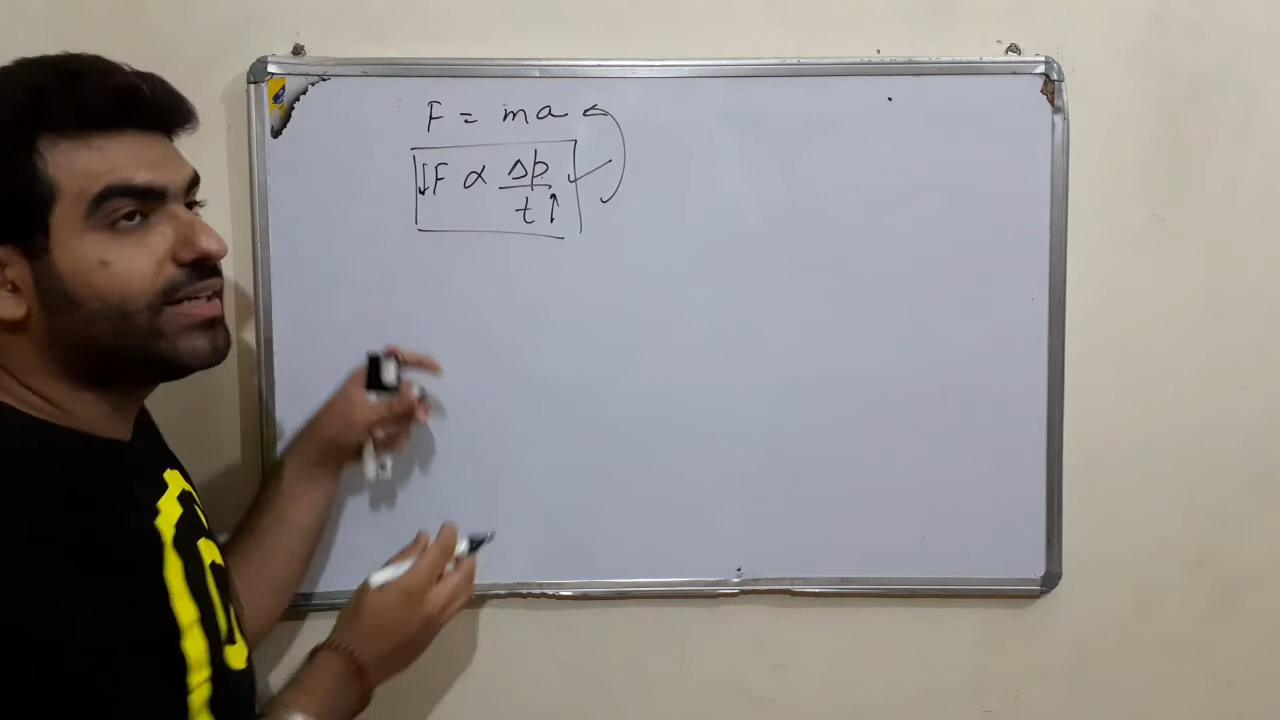 F = ma
↓F ∝ Δp/t↑